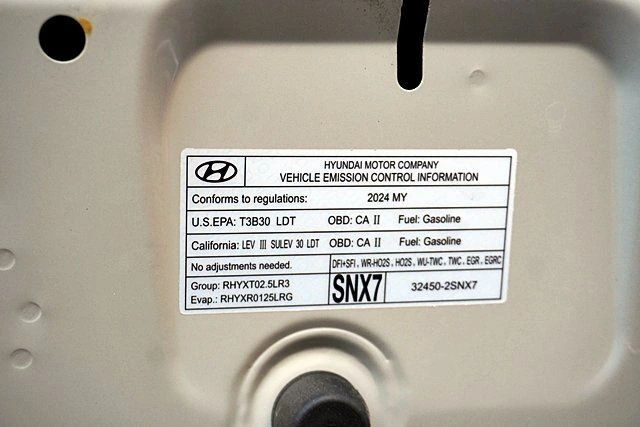 HYUNDAI MOTOR COMPANY
VEHICLE EMISSION CONTROL INFORMATION
Conforms to regulations: 2024 MY
U.S.EPA: T3B30 LDT OBD: CA II Fuel: Gasoline
California: LEV III SULEV 30 LDT OBD: CA II Fuel: Gasoline
No adjustments needed. DFI+SFI, WR-HO2S, HO2S, WU-TWC, TWC, EGR, EGRC
Group: RHYXT02.5LR3
Evap.: RHYXR0125LRG
SNX7 32450-2SNX7